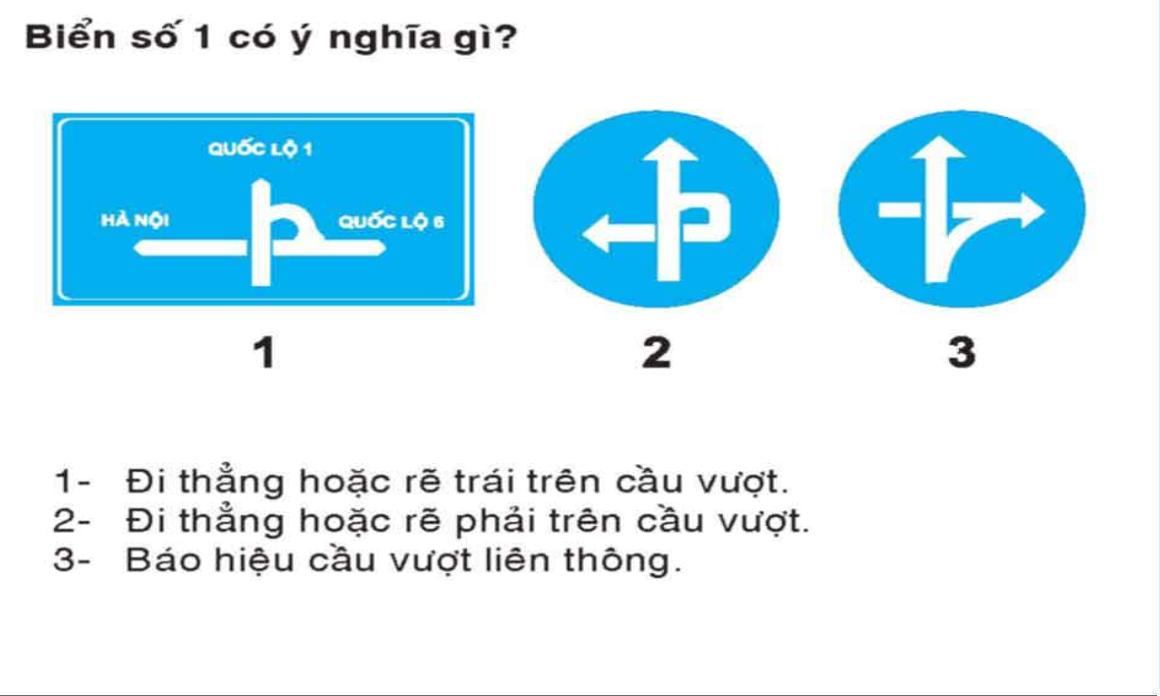 Biển số 1 có ý nghĩa gì?
QUỐC LỘ 1
HÀ NỘI
QUỐC LỘ 6
1
2
3
1- Đi thẳng hoặc rẽ trái trên cầu vượt.
2- Đi thẳng hoặc rẽ phải trên cầu vượt.
3- Báo hiệu cầu vượt liên thông.